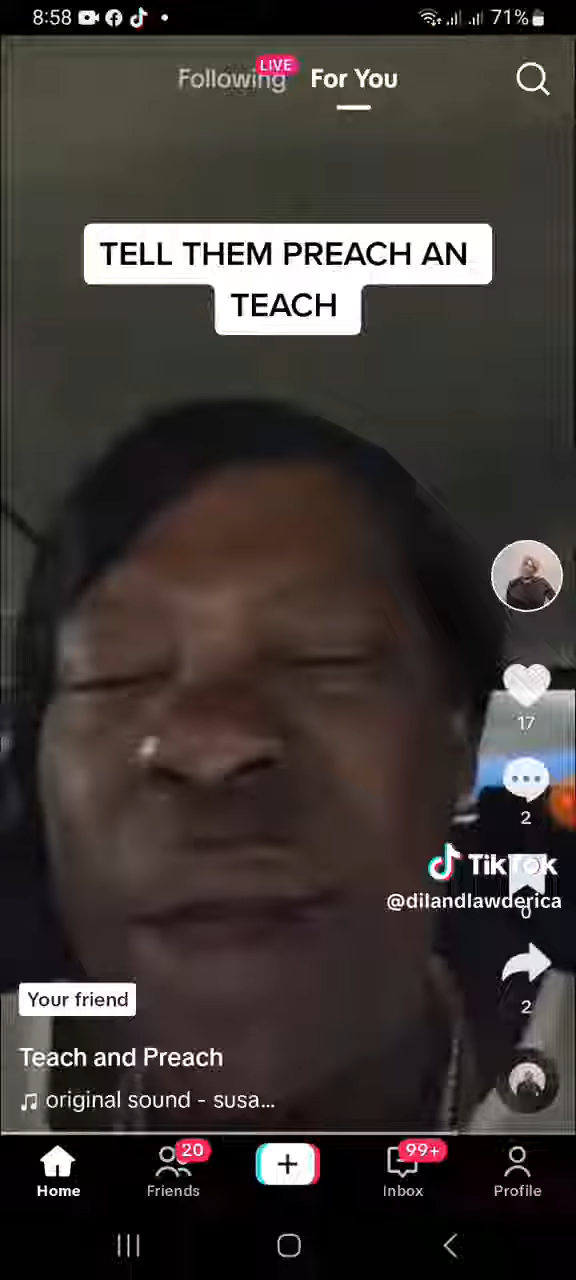 8:58
71%
Following
LIVE
For You
TELL THEM PREACH AN
TEACH
17
2
TikTok
@dilandlawderica
0
2
Your friend
Teach and Preach
original sound - susa...
20
99+
Home
Friends
Inbox
Profile